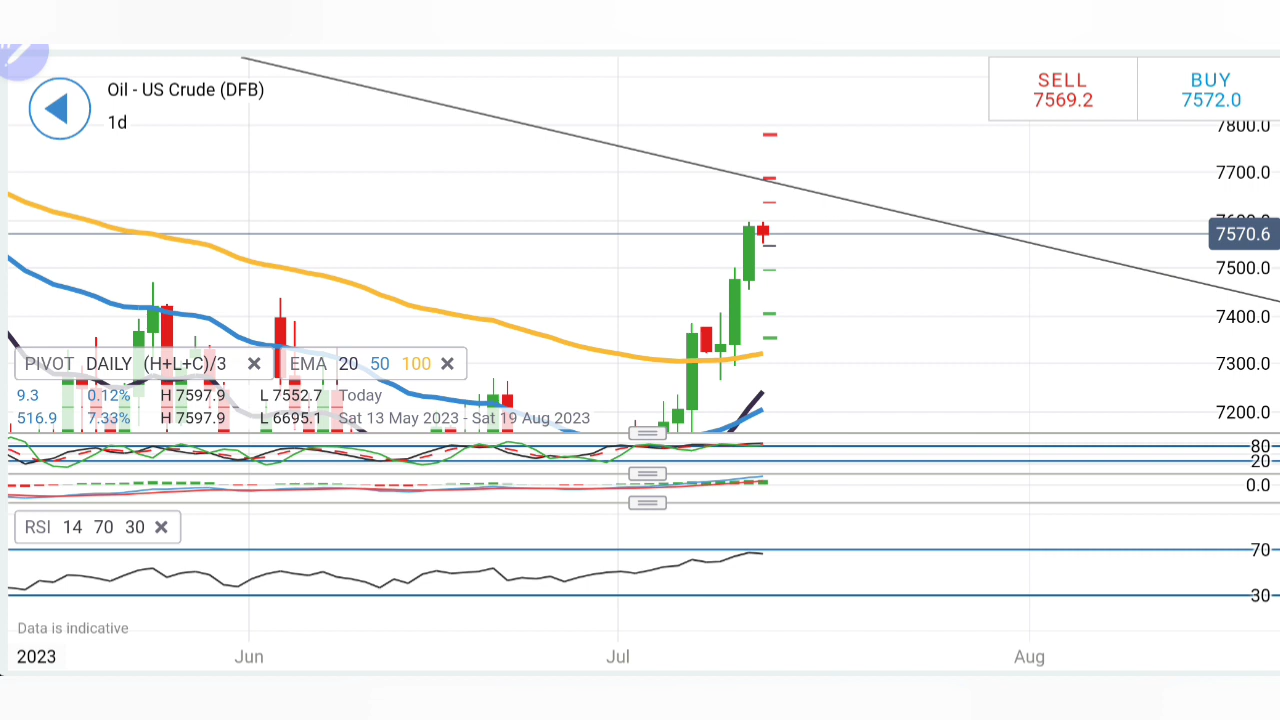 Oil - US Crude (DFB)
1d
SELL
7569.2
BUY
7572.0
7800.0
7700.0
7600.0
7570.6
7500.0
7400.0
7300.0
7200.0
PIVOT DAILY (H+L+C)/3
EMA 20 50 100
9.3 0.12% H 7597.9 L 7552.7 Today
516.9 7.33% H 7597.9 L 6695.1 Sat 13 May 2023 - Sat 19 Aug 2023
80
20
0.0
RSI 14 70 30
70
30
Data is indicative
2023 Jun Jul Aug